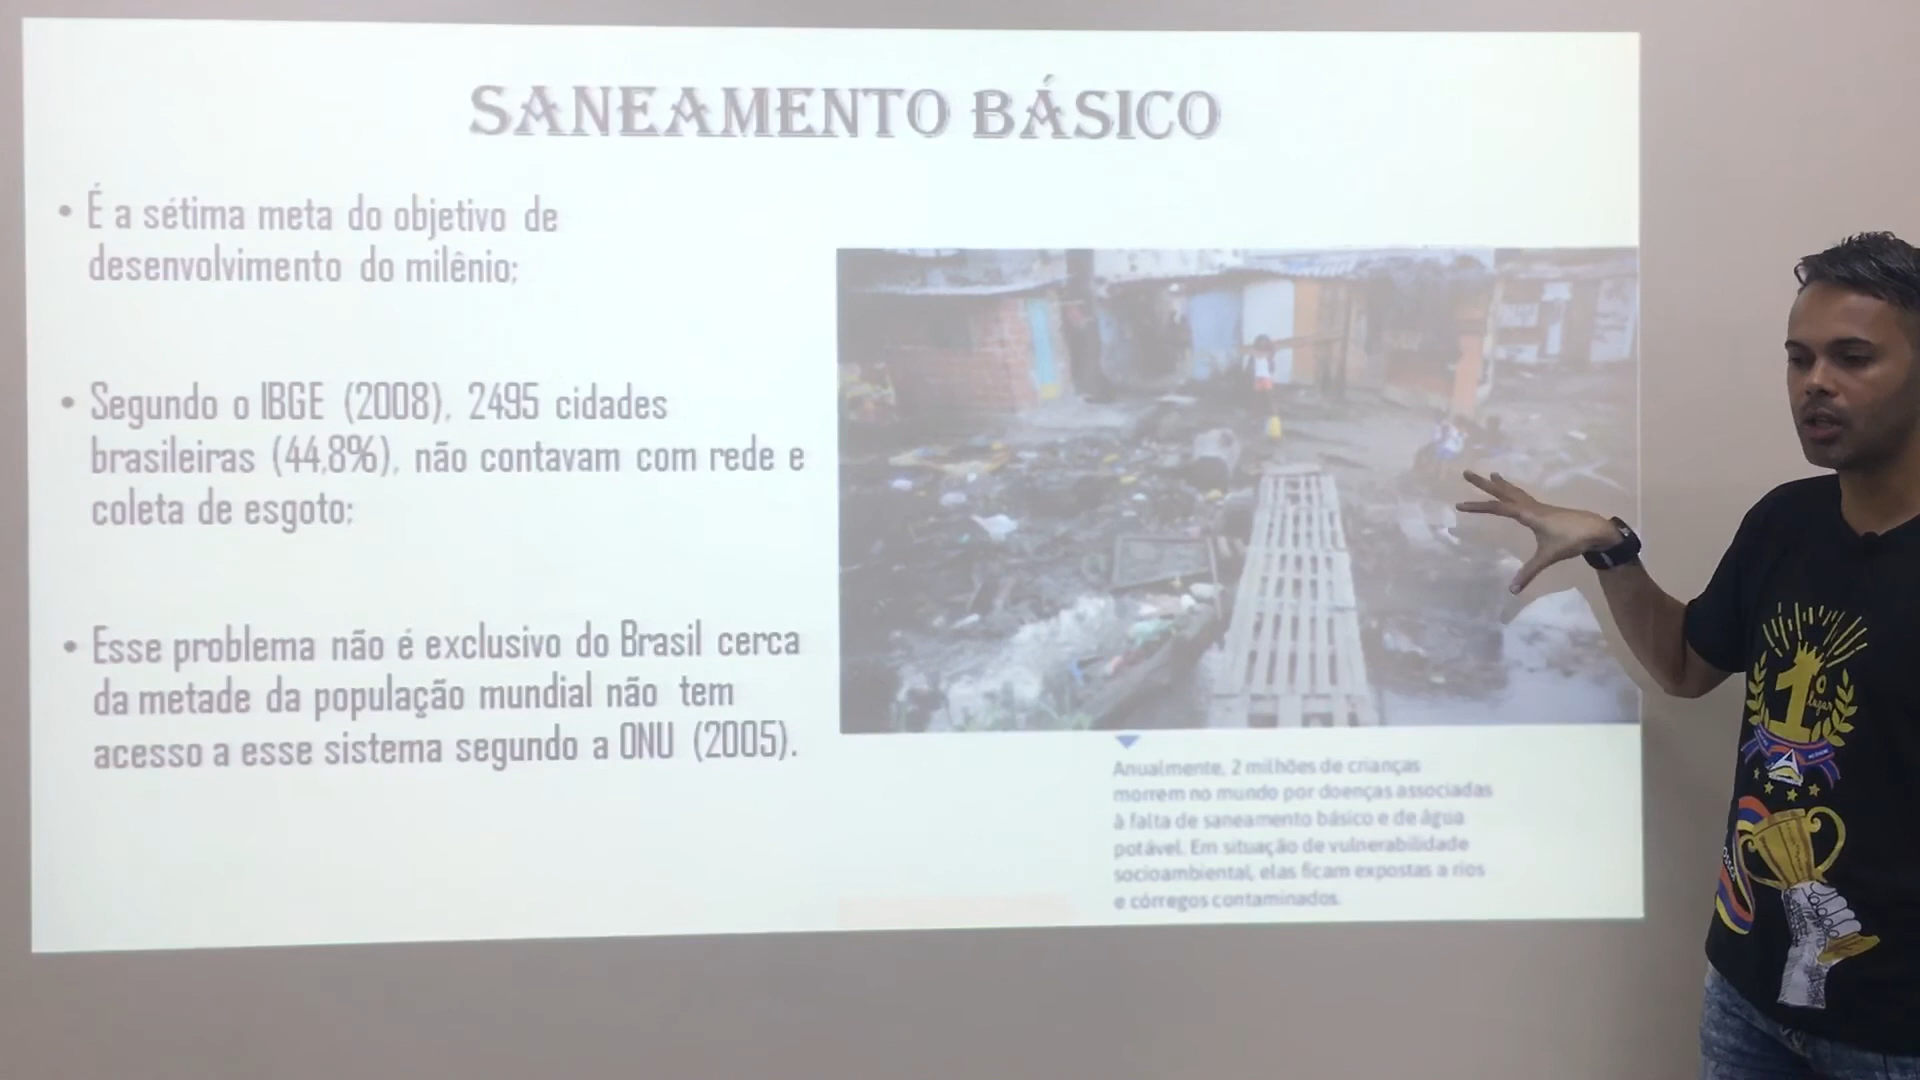 SANEAMENTO BÁSICO
• É a sétima meta do objetivo de
desenvolvimento do milênio;
• Segundo o IBGE (2008), 2495 cidades
brasileiras (44,8%), não contavam com rede e
coleta de esgoto;
• Esse problema não é exclusivo do Brasil cerca
da metade da população mundial não tem
acesso a esse sistema segundo a ONU (2005).
Anualmente, 2 milhões de crianças
morrem no mundo por doenças associadas
à falta de saneamento básico e de água
potável. Em situação de vulnerabilidade
socioambiental, elas ficam expostas a rios
e córregos contaminados.
1º
lugar